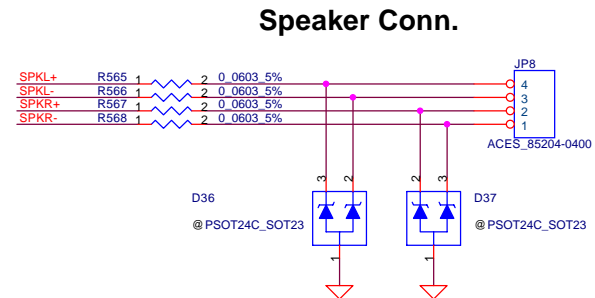 Speaker Conn.
JP8
SPKL+ R565 1 2 0_0603_5% 4
SPKL- R566 1 2 0_0603_5% 3
SPKR+ R567 1 2 0_0603_5% 2
SPKR- R568 1 2 0_0603_5% 1
ACES_85204-0400
3 2 2 3
D36 D37
@ PSOT24C_SOT23 @ PSOT24C_SOT23
1 1